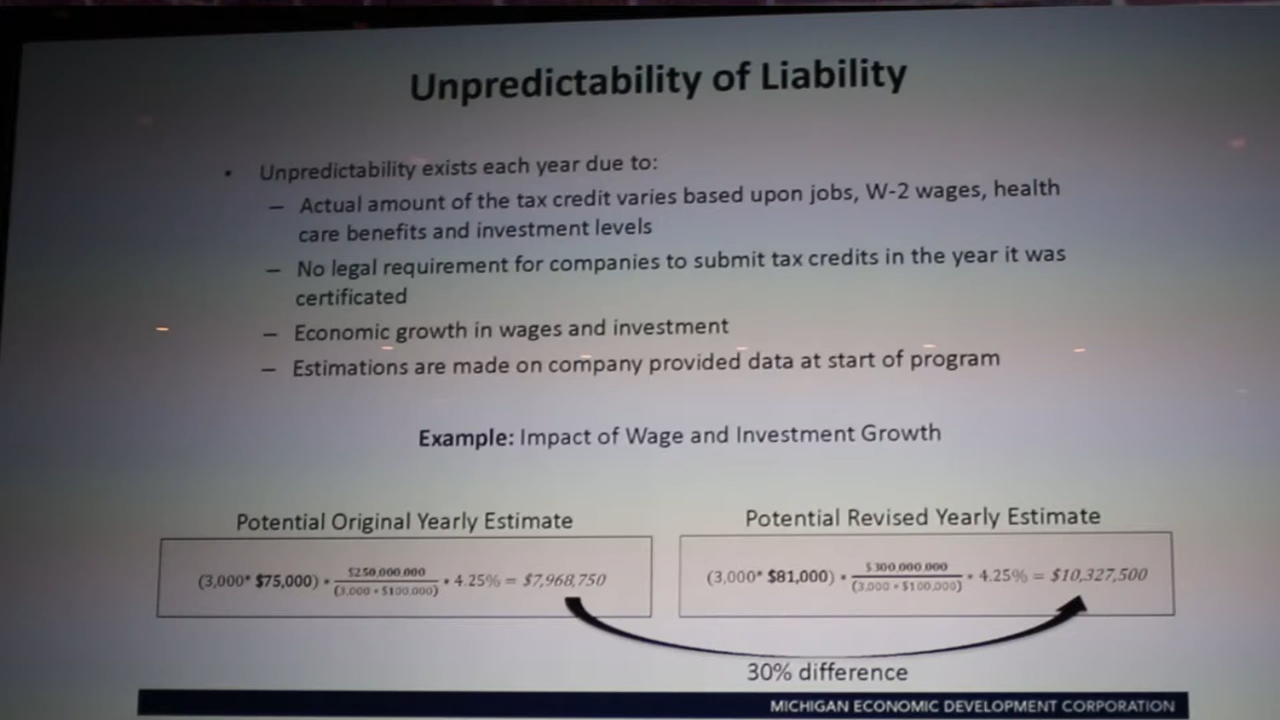 Unpredictability of Liability
• Unpredictability exists each year due to:
– Actual amount of the tax credit varies based upon jobs, W-2 wages, health
care benefits and investment levels
– No legal requirement for companies to submit tax credits in the year it was
certificated
– Economic growth in wages and investment
– Estimations are made on company provided data at start of program
Example: Impact of Wage and Investment Growth
Potential Original Yearly Estimate
(3,000* $75,000) * $250,000,000 / (3,000 * $100,000) * 4.25% = $7,968,750
Potential Revised Yearly Estimate
(3,000* $81,000) * $300,000,000 / (3,000 * $100,000) * 4.25% = $10,327,500
30% difference
MICHIGAN ECONOMIC DEVELOPMENT CORPORATION